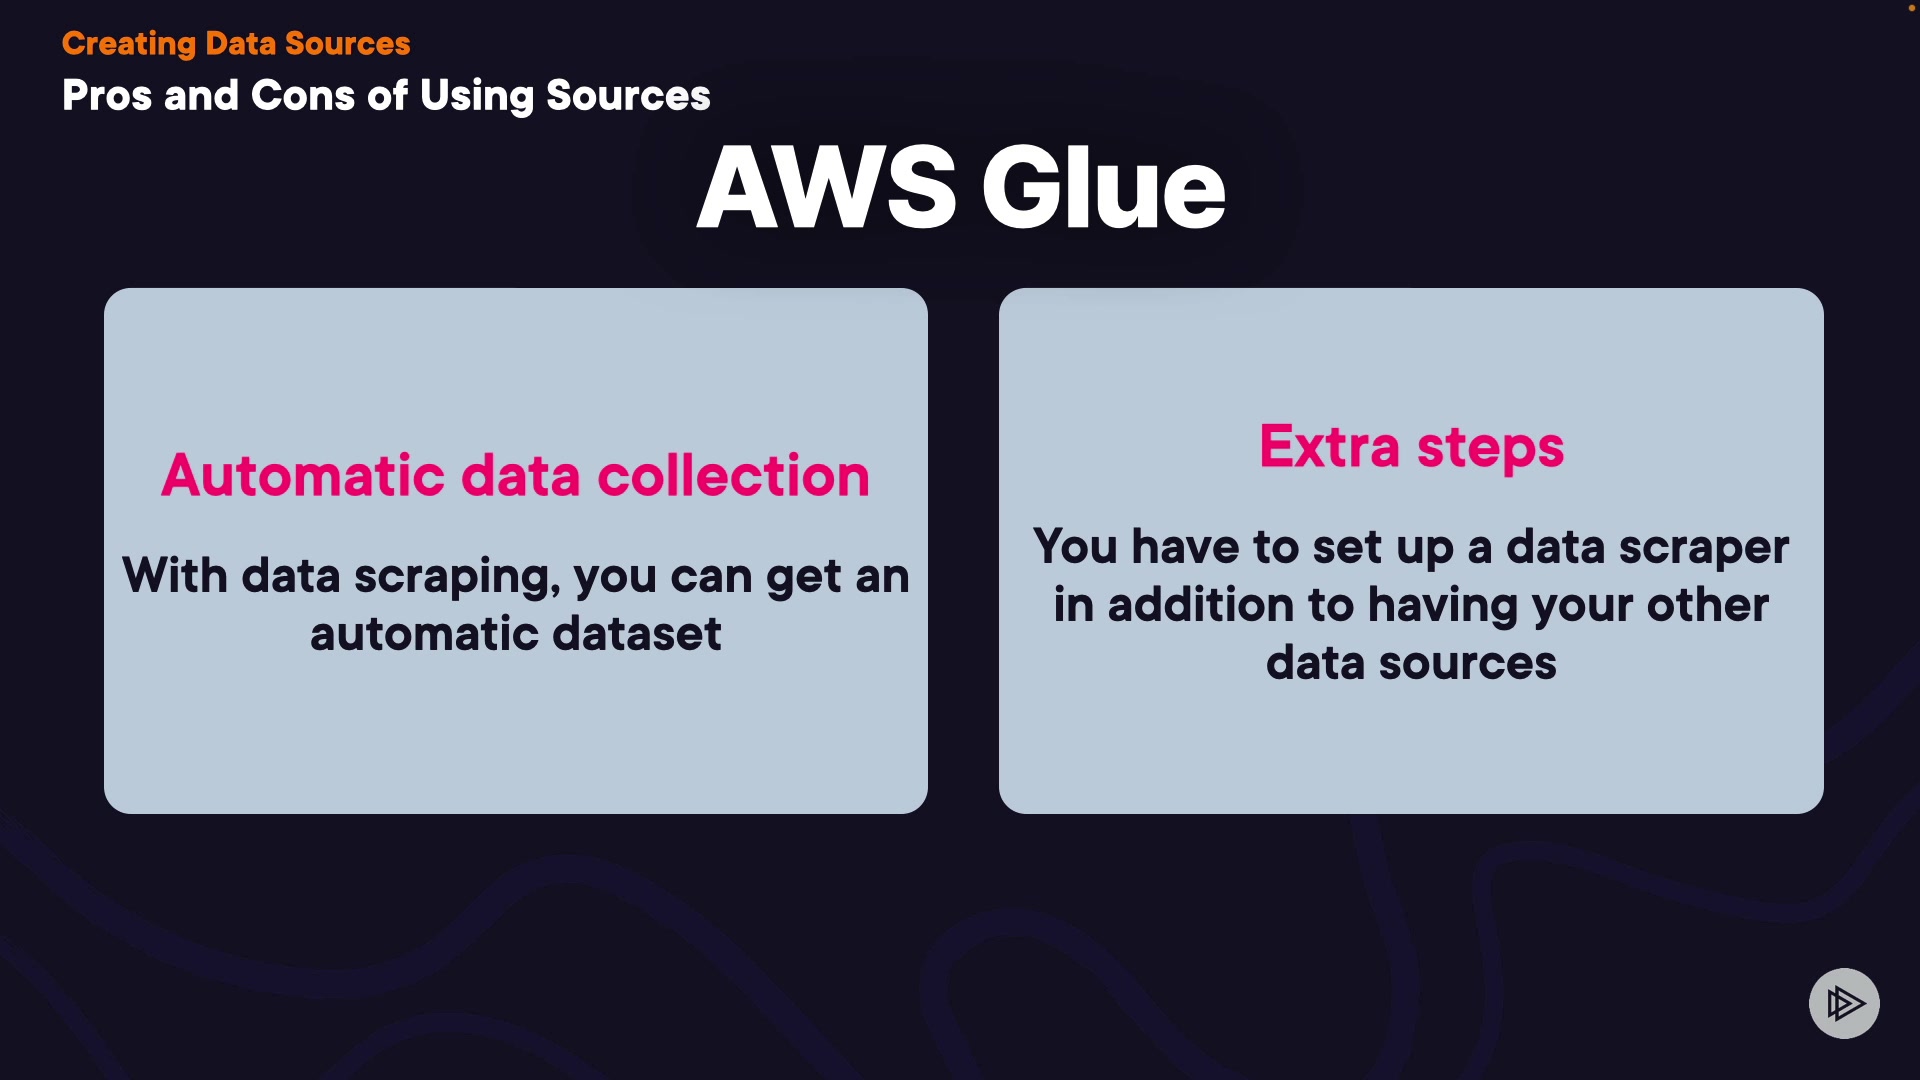 Creating Data Sources
Pros and Cons of Using Sources
AWS Glue
Automatic data collection
With data scraping, you can get an
automatic dataset
Extra steps
You have to set up a data scraper
in addition to having your other
data sources